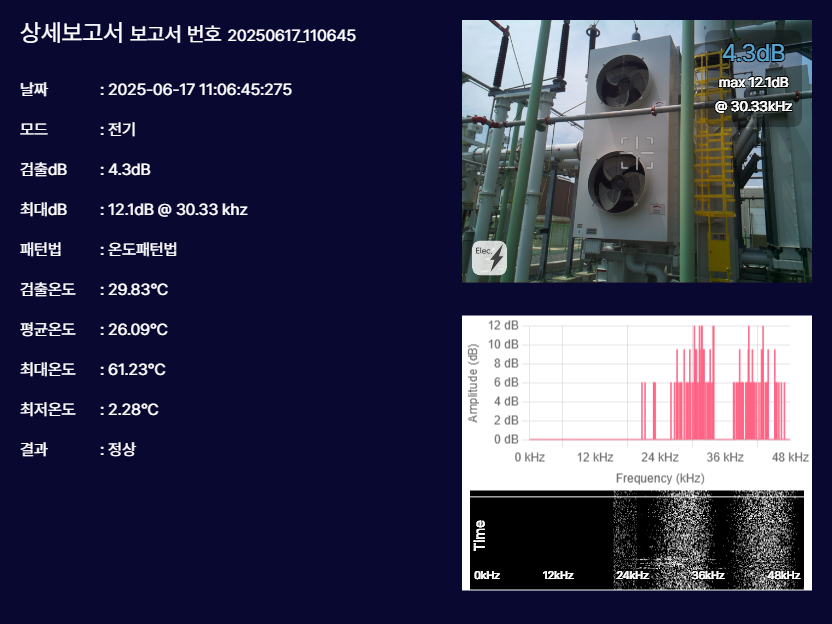 상세보고서 보고서 번호 20250617_110645
날짜 : 2025-06-17 11:06:45:275
모드 : 전기
검출dB : 4.3dB
최대dB : 12.1dB @ 30.33 khz
패턴법 : 온도패턴법
검출온도 : 29.83°C
평균온도 : 26.09°C
최대온도 : 61.23°C
최저온도 : 2.28°C
결과 : 정상
4.3dB
max 12.1dB
@ 30.33kHz
Elec.
12 dB
10 dB
8 dB
6 dB
4 dB
2 dB
0 dB
Amplitude (dB)
0 kHz 12 kHz 24 kHz 36 kHz 48 kHz
Frequency (kHz)
Time
0kHz 12kHz 24kHz 36kHz 48kHz